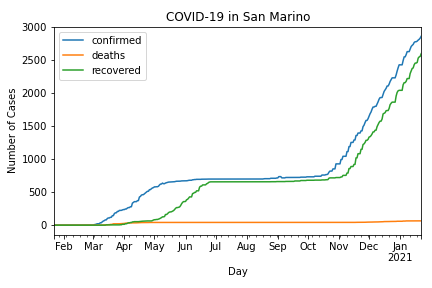 COVID-19 in San Marino
3000
2500
2000
1500
1000
500
0
Number of Cases
confirmed
deaths
recovered
Feb Mar Apr May Jun Jul Aug Sep Oct Nov Dec Jan
2021
Day